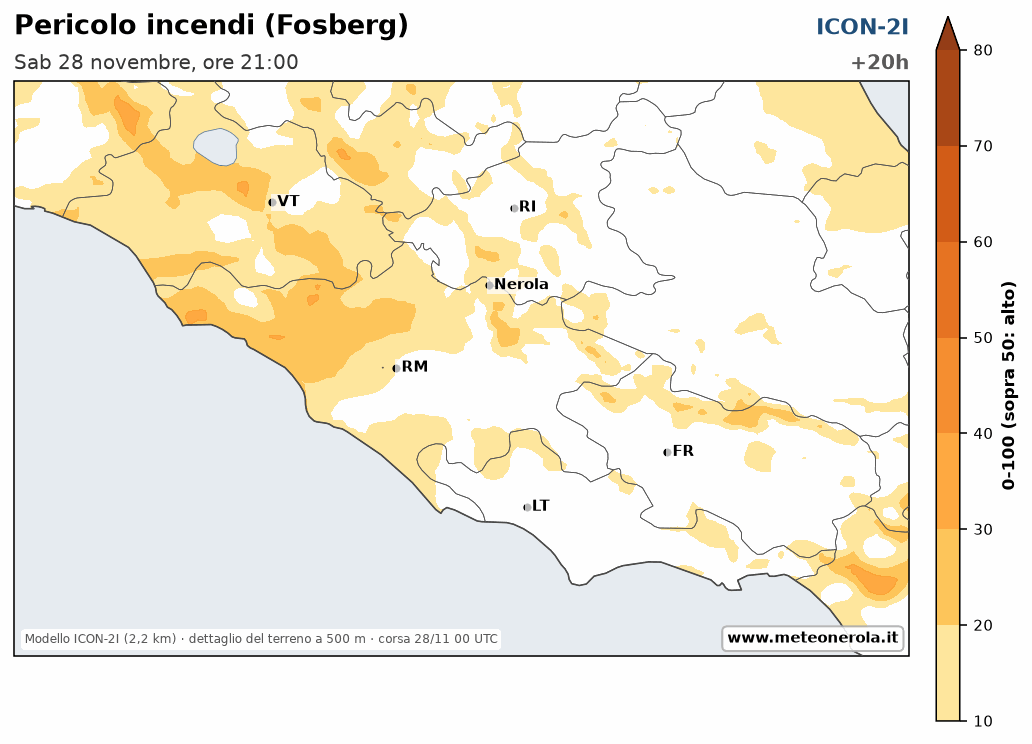 Pericolo incendi (Fosberg)
ICON-2I
Sab 28 novembre, ore 21:00
+20h
VT
RI
Nerola
RM
FR
LT
Modello ICON-2I (2,2 km) · dettaglio del terreno a 500 m · corsa 28/11 00 UTC
www.meteonerola.it
80
70
60
50
40
30
20
10
0-100 (sopra 50: alto)